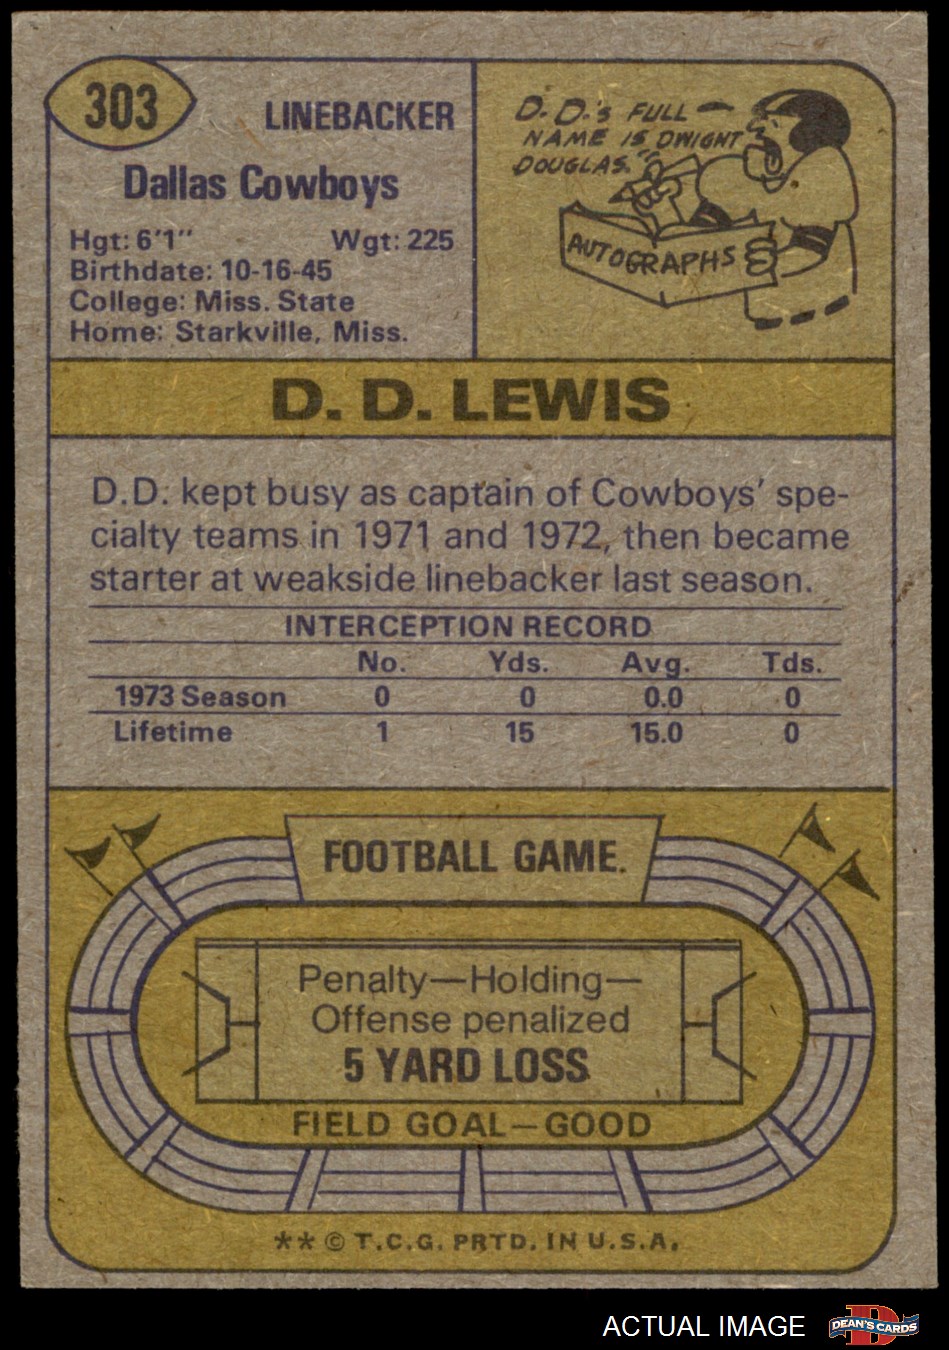 303
LINEBACKER
Dallas Cowboys
Hgt: 6'1"  Wgt: 225
Birthdate: 10-16-45
College: Miss. State
Home: Starkville, Miss.
D.D.'s FULL
NAME IS DWIGHT
DOUGLAS.
AUTOGRAPHS
D. D. LEWIS
D.D. kept busy as captain of Cowboys' spe-
cialty teams in 1971 and 1972, then became
starter at weakside linebacker last season.
INTERCEPTION RECORD
No. Yds. Avg. Tds.
1973 Season 0 0 0.0 0
Lifetime 1 15 15.0 0
FOOTBALL GAME.
Penalty—Holding—
Offense penalized
5 YARD LOSS
FIELD GOAL—GOOD
** © T.C.G. PRTD. IN U.S.A.
ACTUAL IMAGE
DEAN'S CARDS